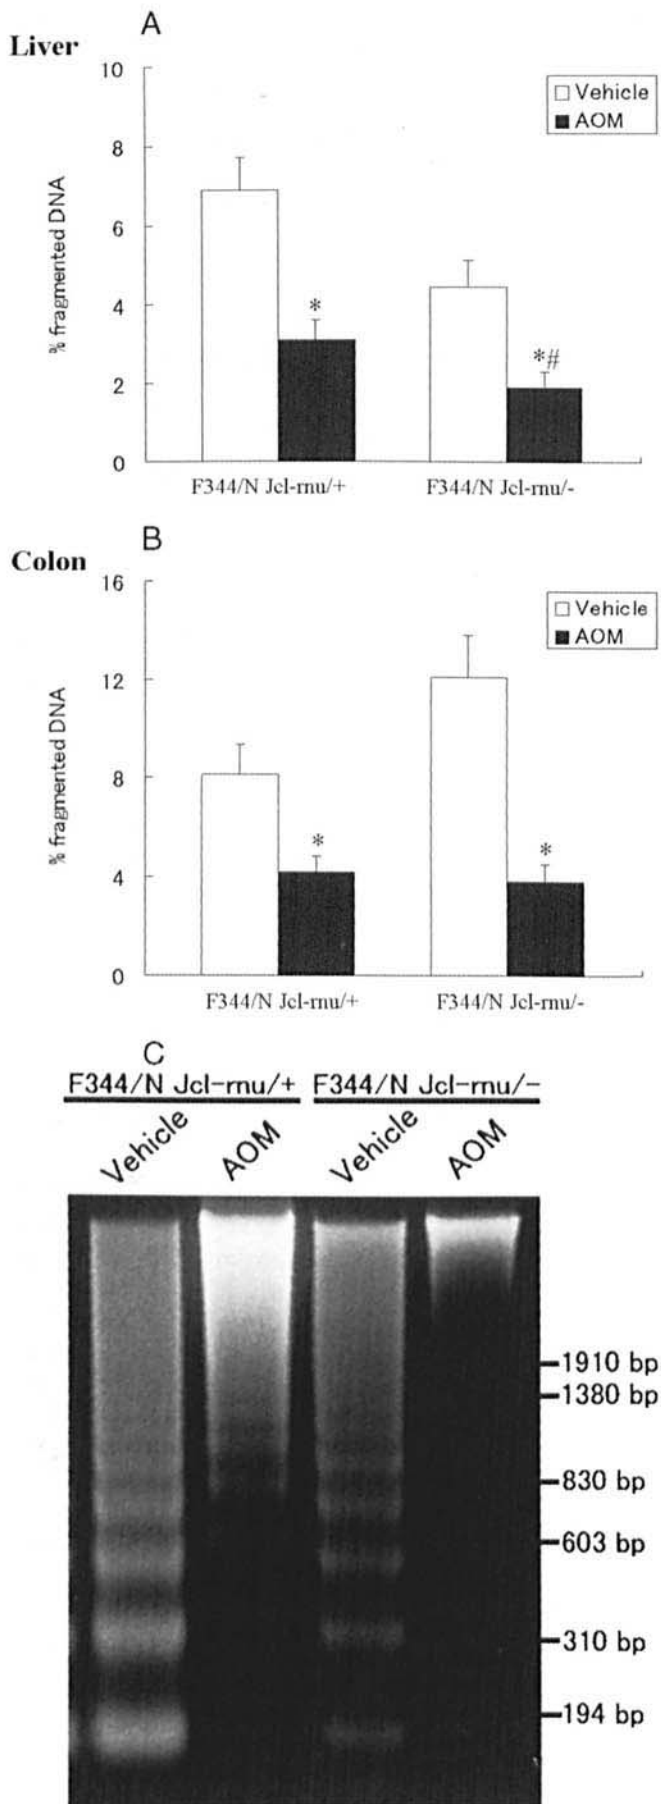 A
Liver
10
8
6
4
2
0
% fragmented DNA
Vehicle
AOM
*
*#
F344/N Jcl-rnu/+ F344/N Jcl-rnu/-
B
Colon
16
12
8
4
0
% fragmented DNA
Vehicle
AOM
*
*
F344/N Jcl-rnu/+ F344/N Jcl-rnu/-
C
F344/N Jcl-rnu/+ F344/N Jcl-rnu/-
Vehicle AOM Vehicle AOM
1910 bp
1380 bp
830 bp
603 bp
310 bp
194 bp